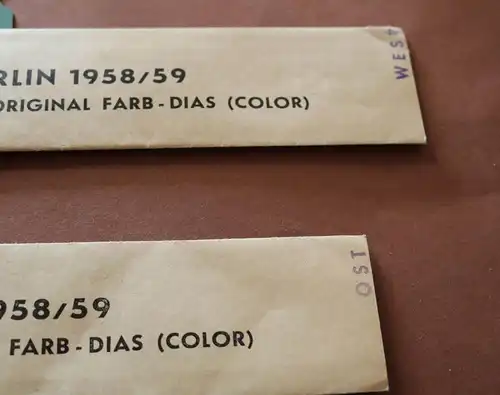 RLIN 1958/59
WEST
ORIGINAL FARB-DIAS (COLOR)
OST
958/59
FARB-DIAS (COLOR)